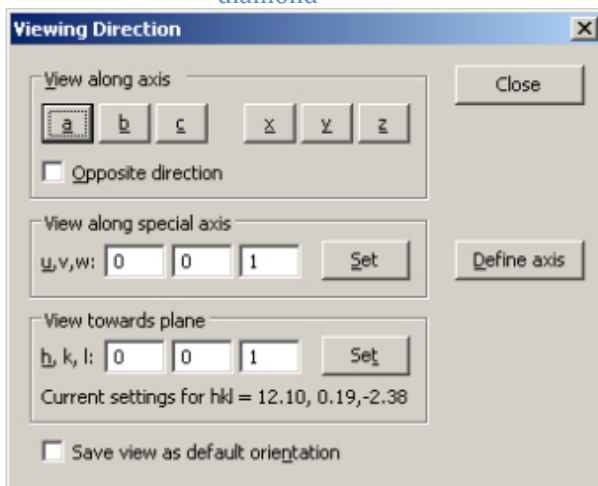 diamond
Viewing Direction
View along axis
a b c x y z
Close
Opposite direction
View along special axis
u,v,w: 0 0 1 Set
Define axis
View towards plane
h, k, l: 0 0 1 Set
Current settings for hkl = 12.10, 0.19,-2.38
Save view as default orientation